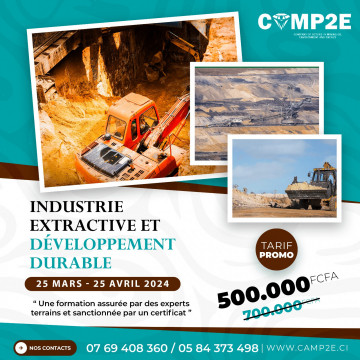 CAMP2E
INDUSTRIE
EXTRACTIVE ET
DÉVELOPPEMENT
DURABLE
25 MARS - 25 AVRIL 2024
“ Une formation assurée par des experts
terrains et sanctionnée par un certificat ”
TARIF
PROMO
500.000 FCFA
700.000
NOS CONTACTS
07 69 408 360 / 05 84 373 498 | WWW.CAMP2E.CI